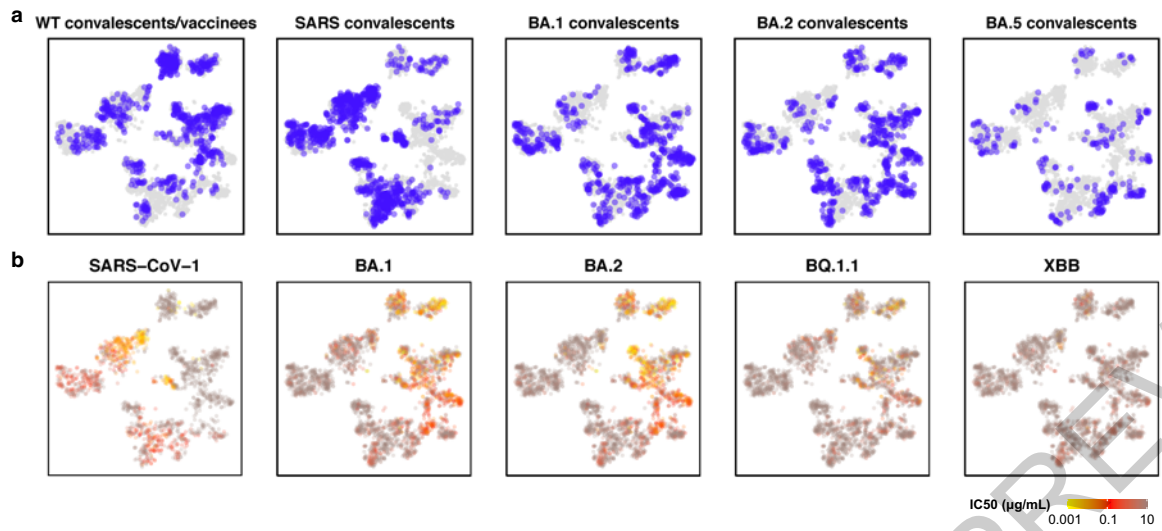 a
WT convalescents/vaccinees
SARS convalescents
BA.1 convalescents
BA.2 convalescents
BA.5 convalescents
b
SARS−CoV−1
BA.1
BA.2
BQ.1.1
XBB
IC50 (µg/mL)
0.001
0.1
10